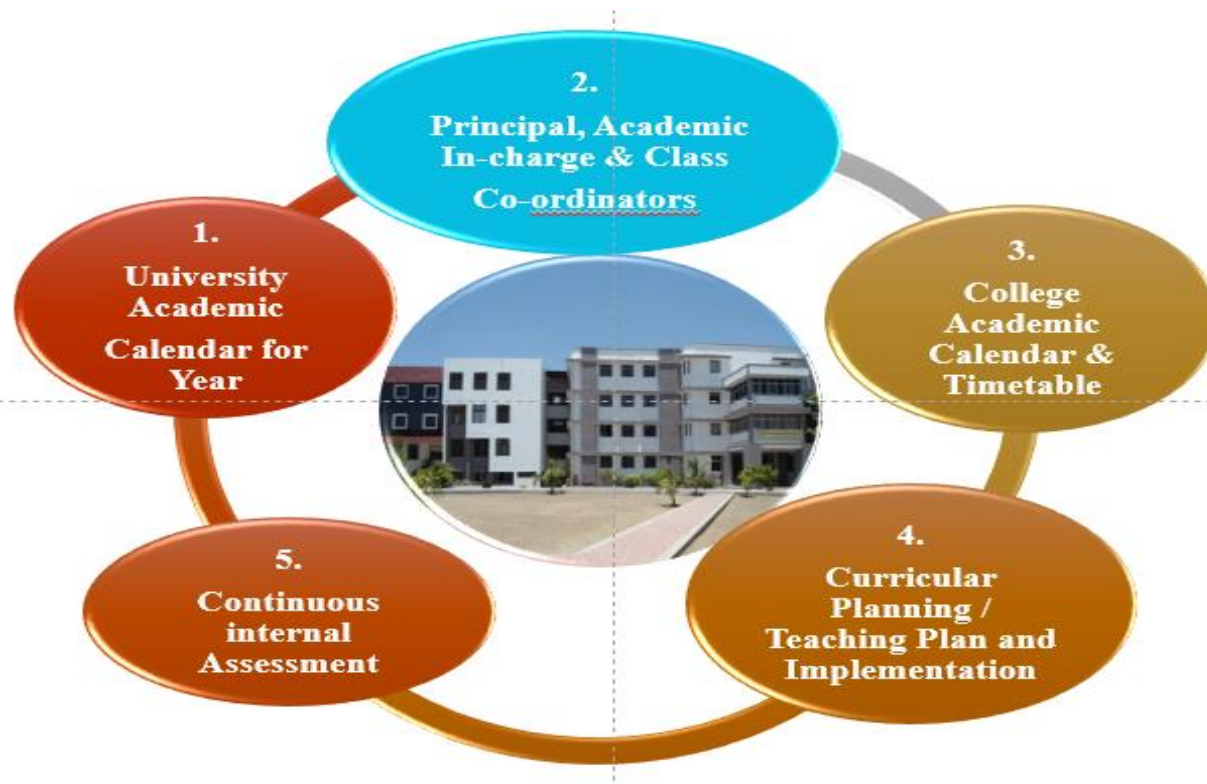 1.
University
Academic
Calendar for
Year
2.
Principal, Academic
In-charge & Class
Co-ordinators
3.
College
Academic
Calendar &
Timetable
4.
Curricular
Planning /
Teaching Plan and
Implementation
5.
Continuous
internal
Assessment